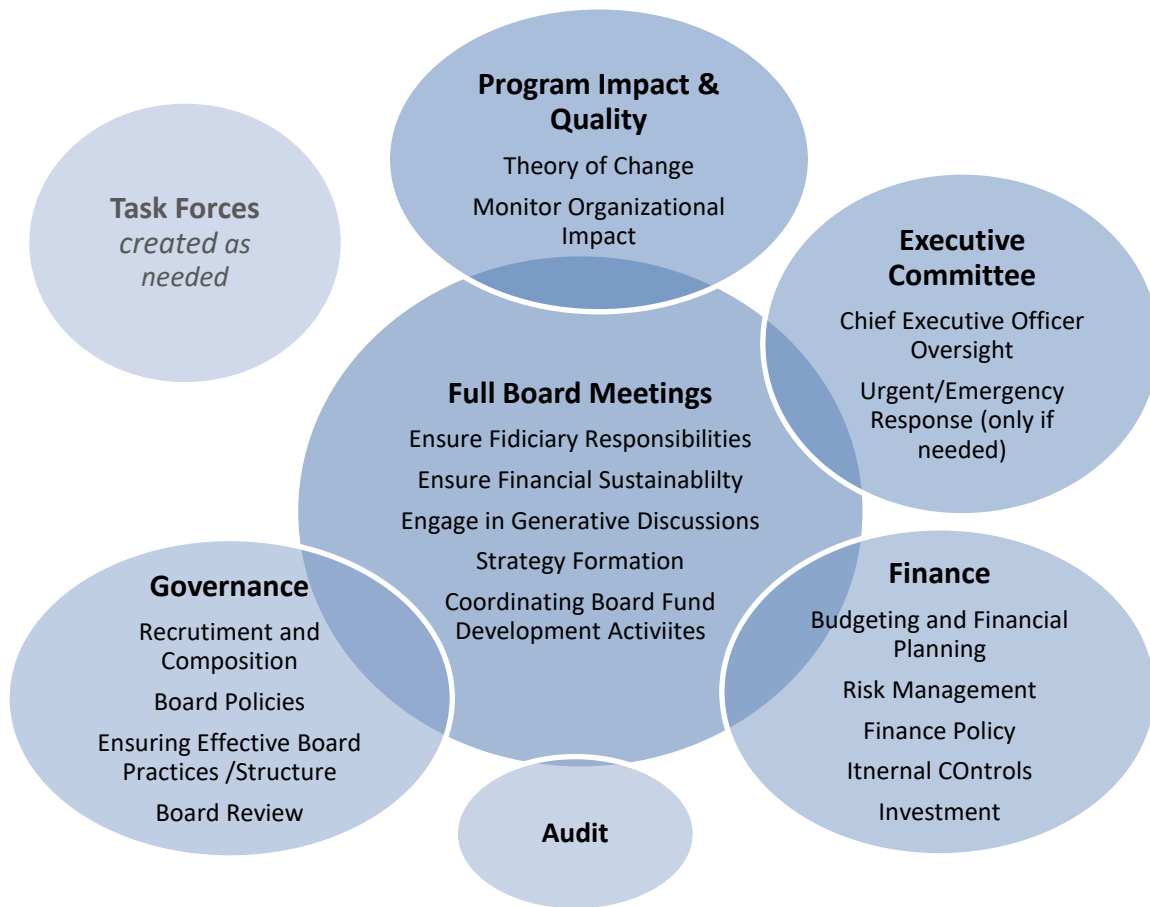 Program Impact &
Quality
Theory of Change
Monitor Organizational
Impact
Task Forces
created as
needed
Executive
Committee
Chief Executive Officer
Oversight
Urgent/Emergency
Response (only if
needed)
Full Board Meetings
Ensure Fidiciary Responsibilities
Ensure Financial Sustainablilty
Engage in Generative Discussions
Strategy Formation
Coordinating Board Fund
Development Activiites
Governance
Recrutiment and
Composition
Board Policies
Ensuring Effective Board
Practices /Structure
Board Review
Finance
Budgeting and Financial
Planning
Risk Management
Finance Policy
Itnernal COntrols
Investment
Audit